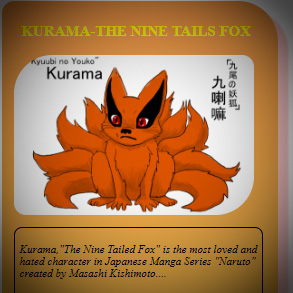 KURAMA-THE NINE TAILS FOX
Kyuubi no Youko"
Kurama
「九尾の妖狐」
九喇嘛
Kurama,"The Nine Tailed Fox" is the most loved and
hated character in Japanese Manga Series "Naruto"
created by Masashi Kishimoto....